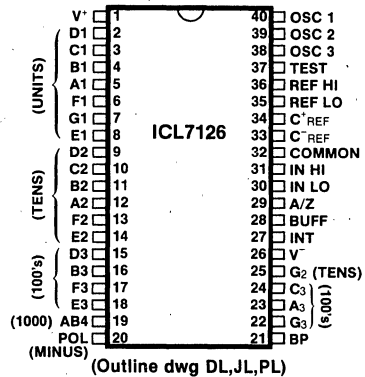 V+ 1 40 OSC 1
D1 2 39 OSC 2
C1 3 38 OSC 3
B1 4 37 TEST
(UNITS) A1 5 36 REF HI
F1 6 35 REF LO
G1 7 34 C+REF
E1 8 ICL7126 33 C−REF
D2 9 32 COMMON
C2 10 31 IN HI
(TENS) B2 11 30 IN LO
A2 12 29 A/Z
F2 13 28 BUFF
E2 14 27 INT
D3 15 26 V−
(100's) B3 16 25 G2 (TENS)
F3 17 24 C3
E3 18 23 A3 (100's)
(1000) AB4 19 22 G3
POL 20 21 BP
(MINUS)
(Outline dwg DL,JL,PL)